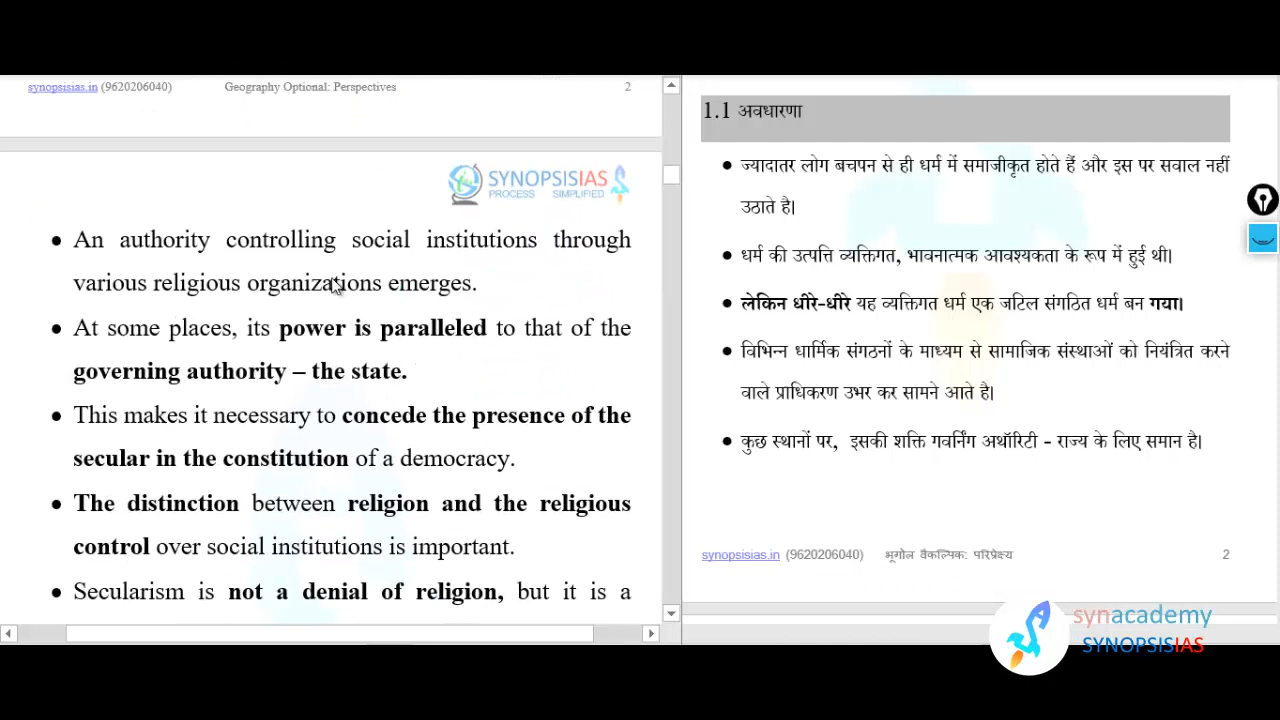 synopsisias.in (9620206040) Geography Optional: Perspectives 2
SYNOPSISIAS
PROCESS SIMPLIFIED
● An authority controlling social institutions through
various religious organizations emerges.
● At some places, its power is paralleled to that of the
governing authority – the state.
● This makes it necessary to concede the presence of the
secular in the constitution of a democracy.
● The distinction between religion and the religious
control over social institutions is important.
● Secularism is not a denial of religion, but it is a
1.1 अवधारणा
● ज्यादातर लोग बचपन से ही धर्म में समाजीकृत होते हैं और इस पर सवाल नहीं
उठाते है।
● धर्म की उत्पत्ति व्यक्तिगत, भावनात्मक आवश्यकता के रूप में हुई थी।
● लेकिन धीरे-धीरे यह व्यक्तिगत धर्म एक जटिल संगठित धर्म बन गया।
● विभिन्न धार्मिक संगठनों के माध्यम से सामाजिक संस्थाओं को नियंत्रित करने
वाले प्राधिकरण उभर कर सामने आते है।
● कुछ स्थानों पर, इसकी शक्ति गवर्निंग अथॉरिटी - राज्य के लिए समान है।
synopsisias.in (9620206040) भूगोल वैकल्पिक: परिप्रेक्ष्य 2
synacademy
SYNOPSISIAS